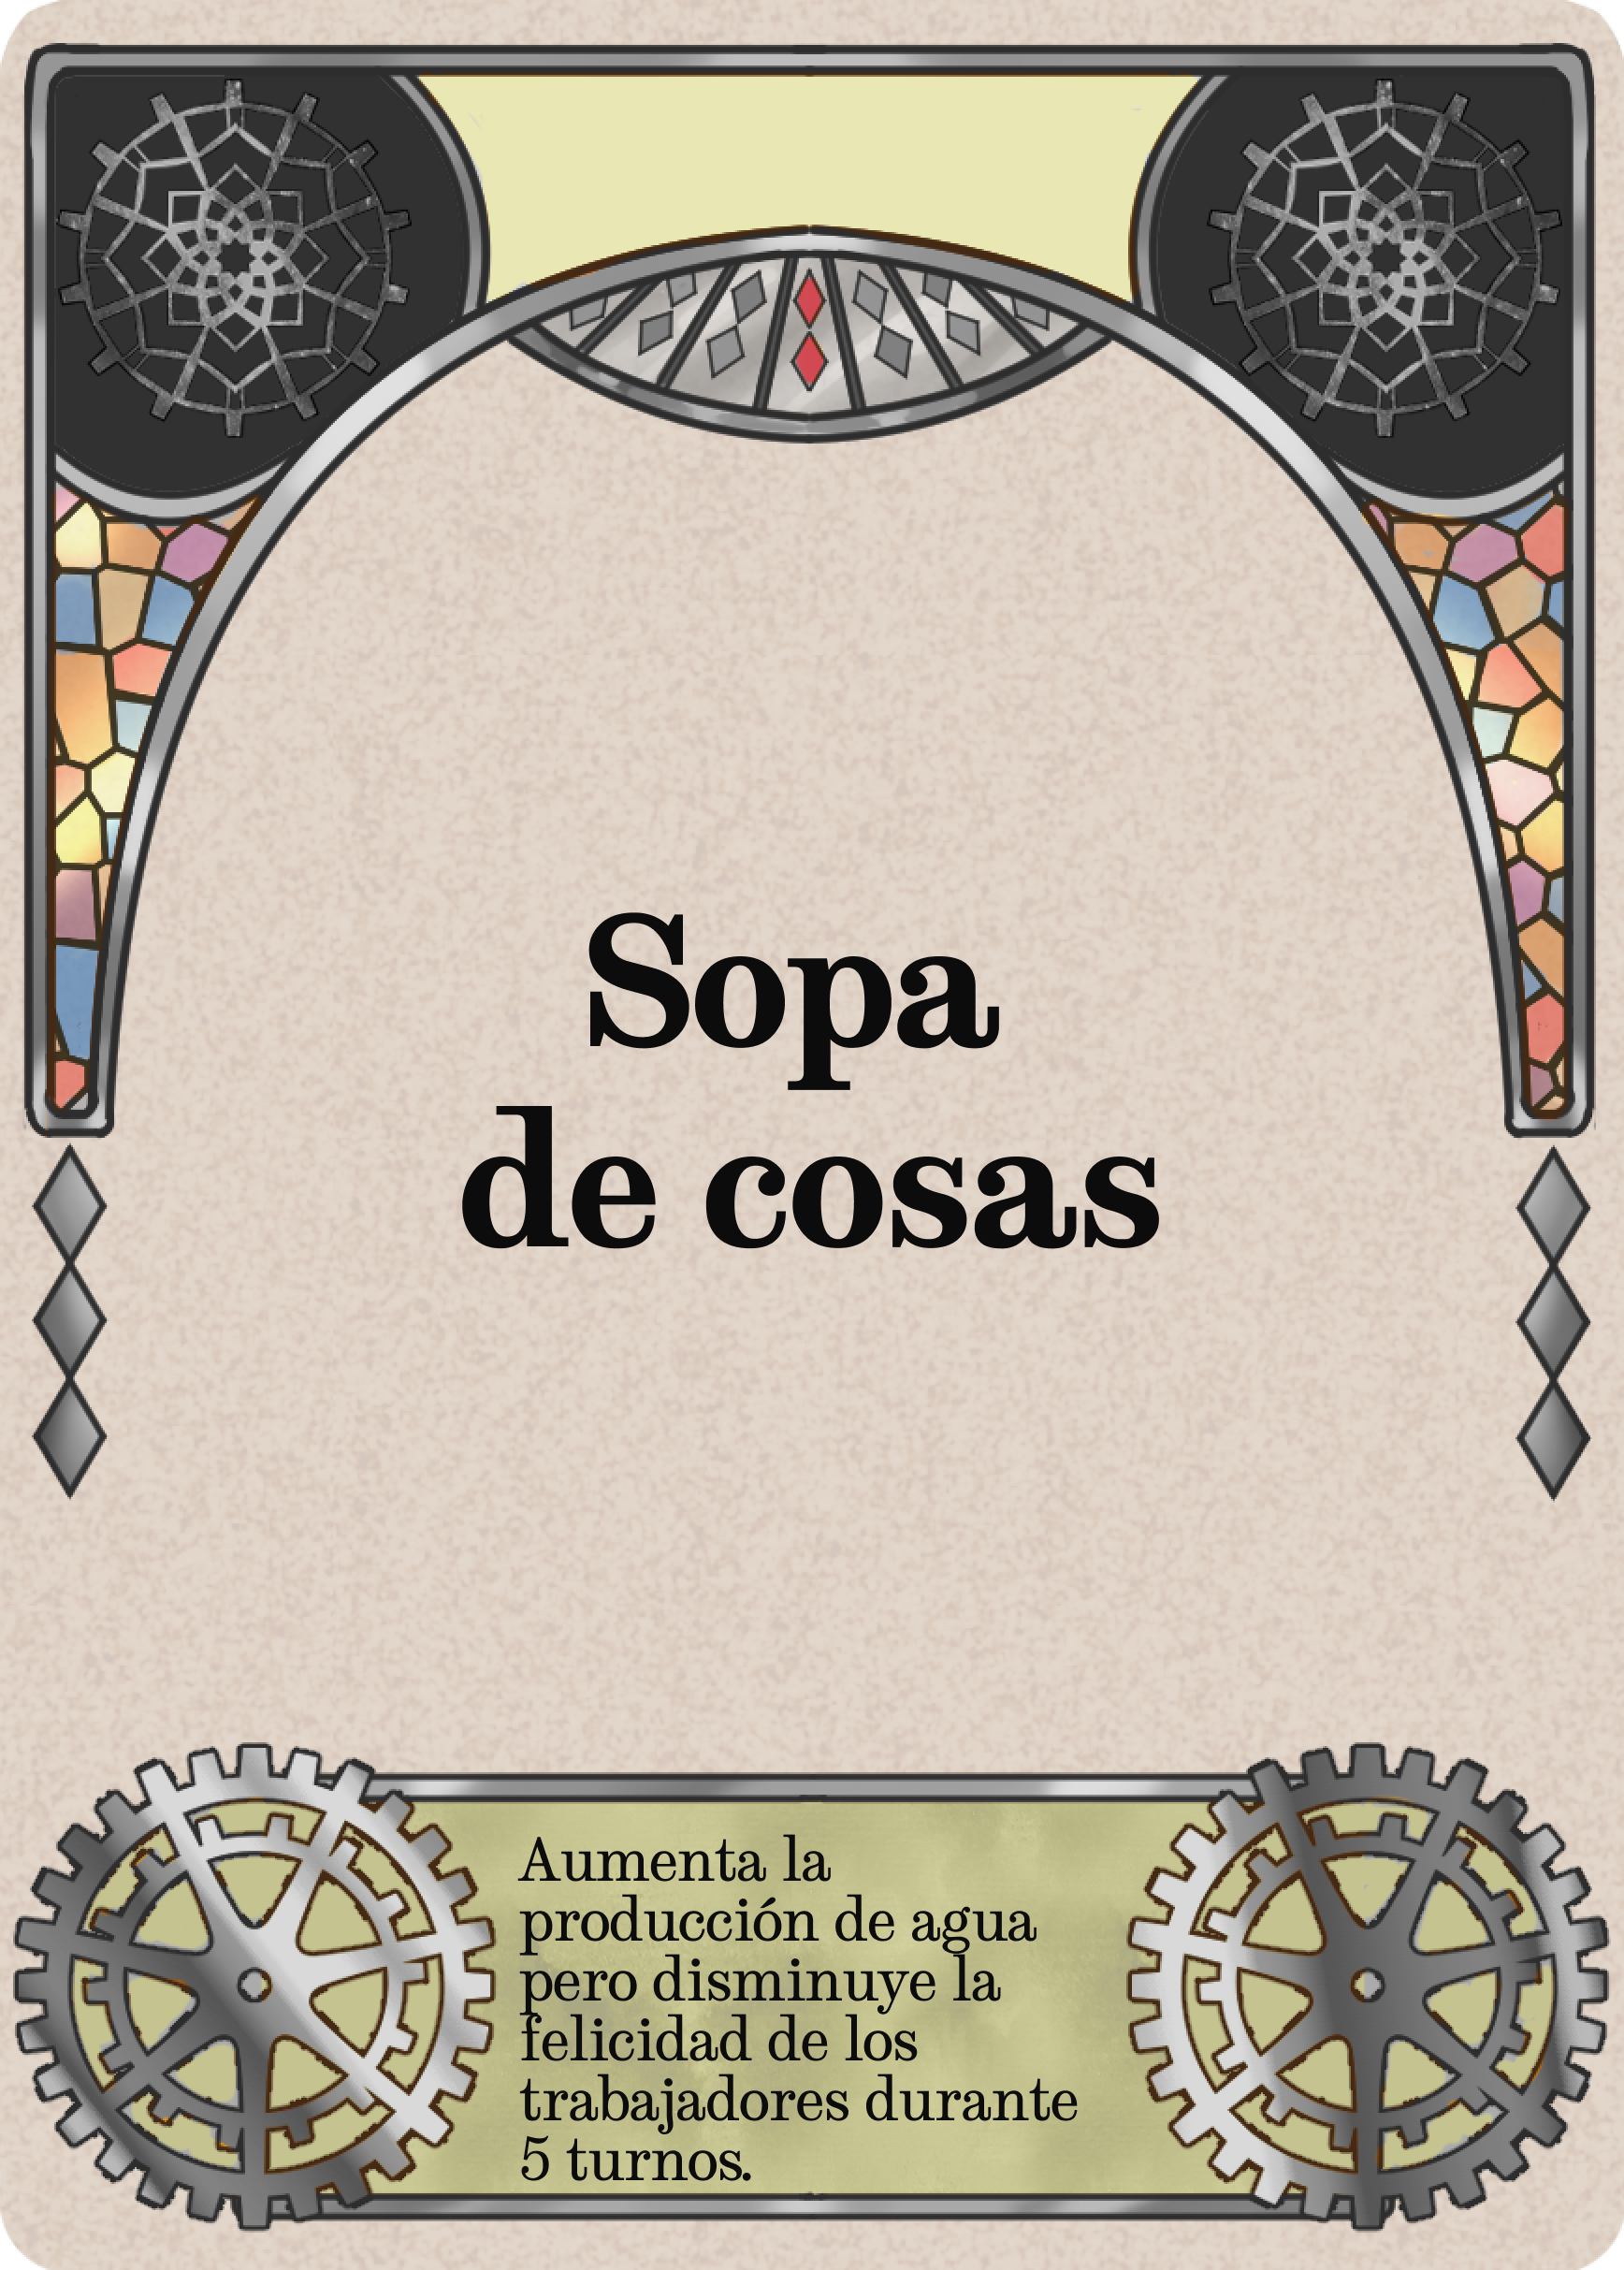 Sopa
de cosas
Aumenta la
producción de agua
pero disminuye la
felicidad de los
trabajadores durante
5 turnos.